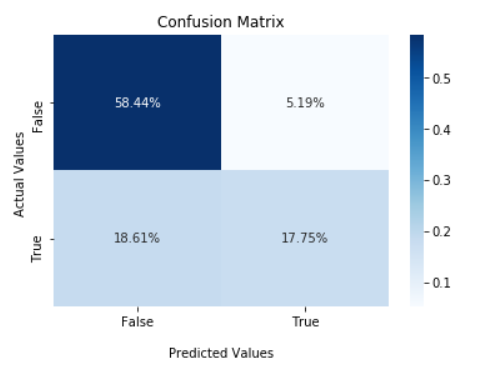 Confusion Matrix
Actual Values
False
58.44%
5.19%
True
18.61%
17.75%
False
True
Predicted Values
0.5
0.4
0.3
0.2
0.1